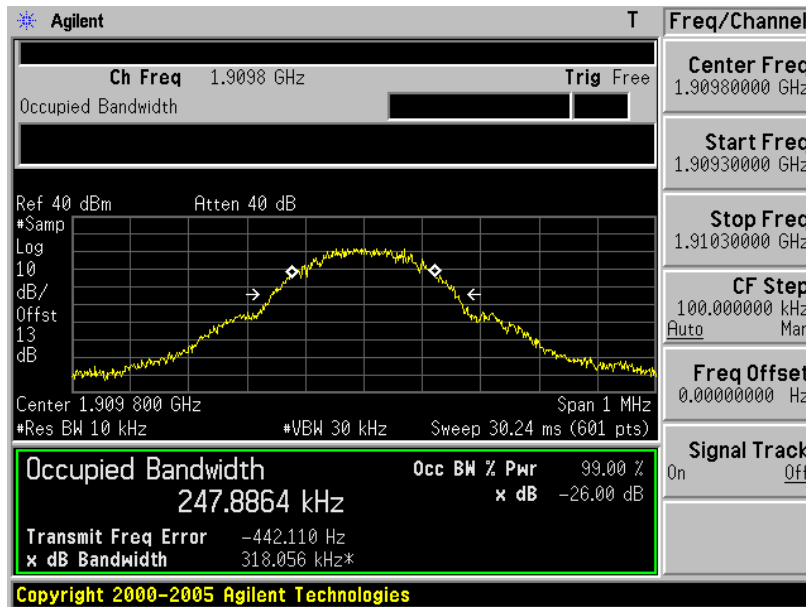 Agilent T Freq/Channel
Ch Freq 1.9098 GHz Trig Free
Occupied Bandwidth
Center Freq
1.90980000 GHz
Start Freq
1.90930000 GHz
Stop Freq
1.91030000 GHz
CF Step
100.000000 kHz
Auto Man
Freq Offset
0.00000000 Hz
Signal Track
On Off
Ref 40 dBm Atten 40 dB
#Samp
Log
10
dB/
Offst
13
dB
Center 1.909 800 GHz Span 1 MHz
#Res BW 10 kHz #VBW 30 kHz Sweep 30.24 ms (601 pts)
Occupied Bandwidth Occ BW % Pwr 99.00 %
247.8864 kHz x dB -26.00 dB
Transmit Freq Error -442.110 Hz
x dB Bandwidth 318.056 kHz*
Copyright 2000-2005 Agilent Technologies